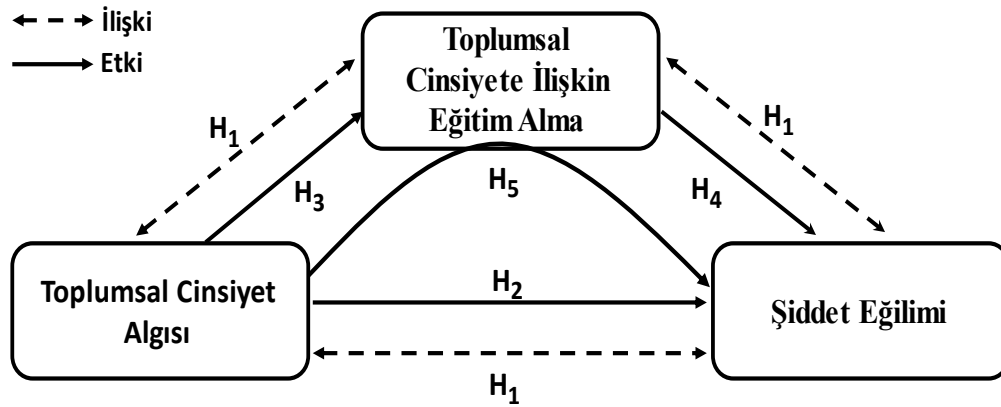 İlişki
Etki
Toplumsal
Cinsiyete İlişkin
Eğitim Alma
H1
H1
H3
H5
H4
Toplumsal Cinsiyet
Algısı
H2
Şiddet Eğilimi
H1